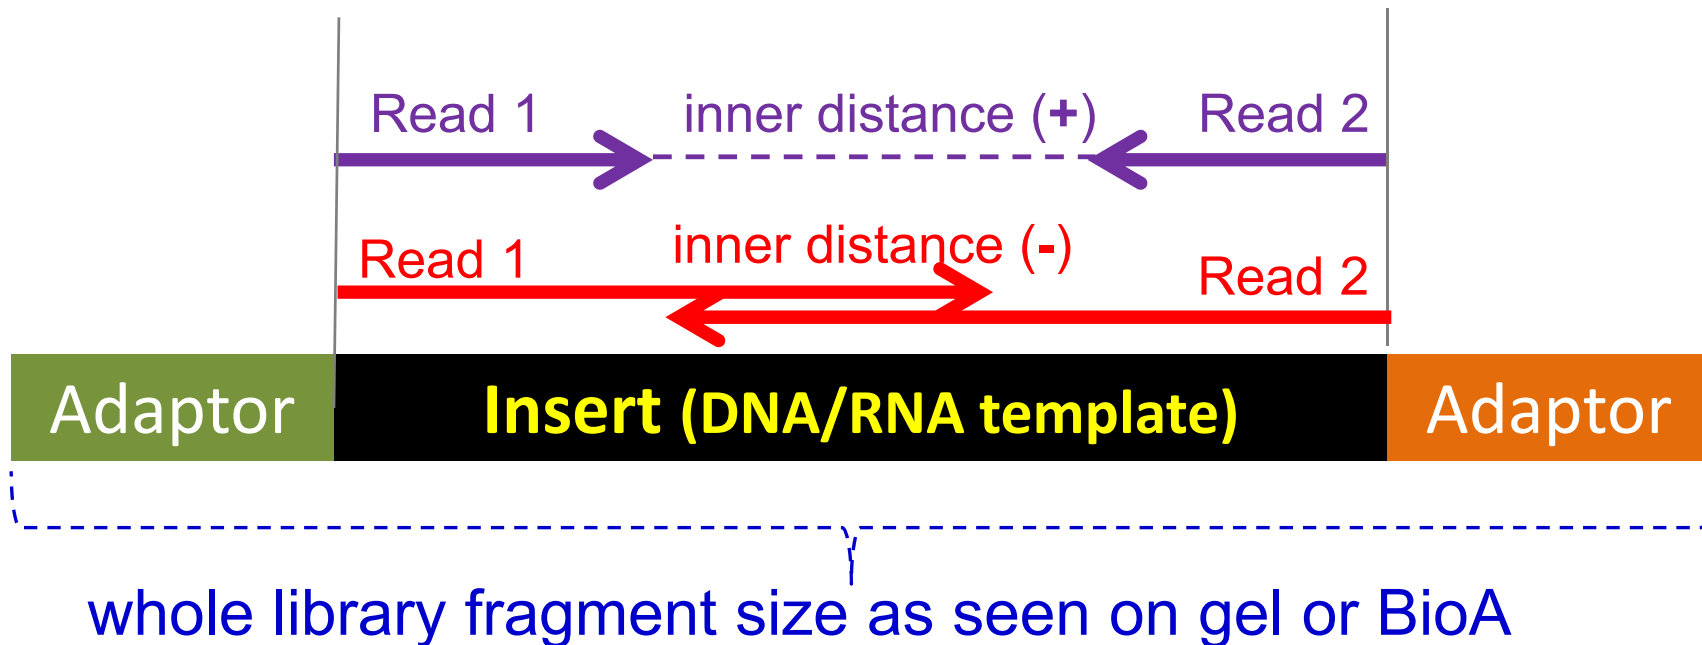 Read 1 inner distance (+) Read 2
Read 1 inner distance (-) Read 2
Adaptor Insert (DNA/RNA template) Adaptor
whole library fragment size as seen on gel or BioA